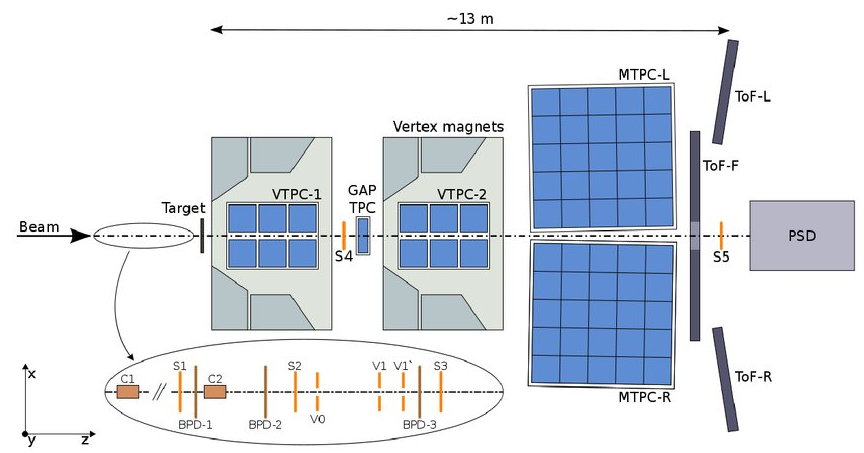 ~13 m
MTPC-L
ToF-L
Vertex magnets
ToF-F
VTPC-1
GAP
TPC
VTPC-2
Target
Beam
S4
S5
PSD
S1
C1
C2
S2
V1
V1`
S3
BPD-1
BPD-2
V0
BPD-3
MTPC-R
ToF-R
x
y
z